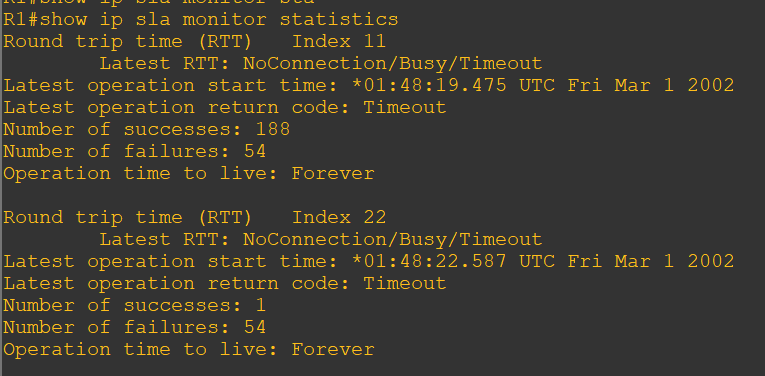 R1#show ip sla monitor sta
R1#show ip sla monitor statistics
Round trip time (RTT)   Index 11
        Latest RTT: NoConnection/Busy/Timeout
Latest operation start time: *01:48:19.475 UTC Fri Mar 1 2002
Latest operation return code: Timeout
Number of successes: 188
Number of failures: 54
Operation time to live: Forever

Round trip time (RTT)   Index 22
        Latest RTT: NoConnection/Busy/Timeout
Latest operation start time: *01:48:22.587 UTC Fri Mar 1 2002
Latest operation return code: Timeout
Number of successes: 1
Number of failures: 54
Operation time to live: Forever